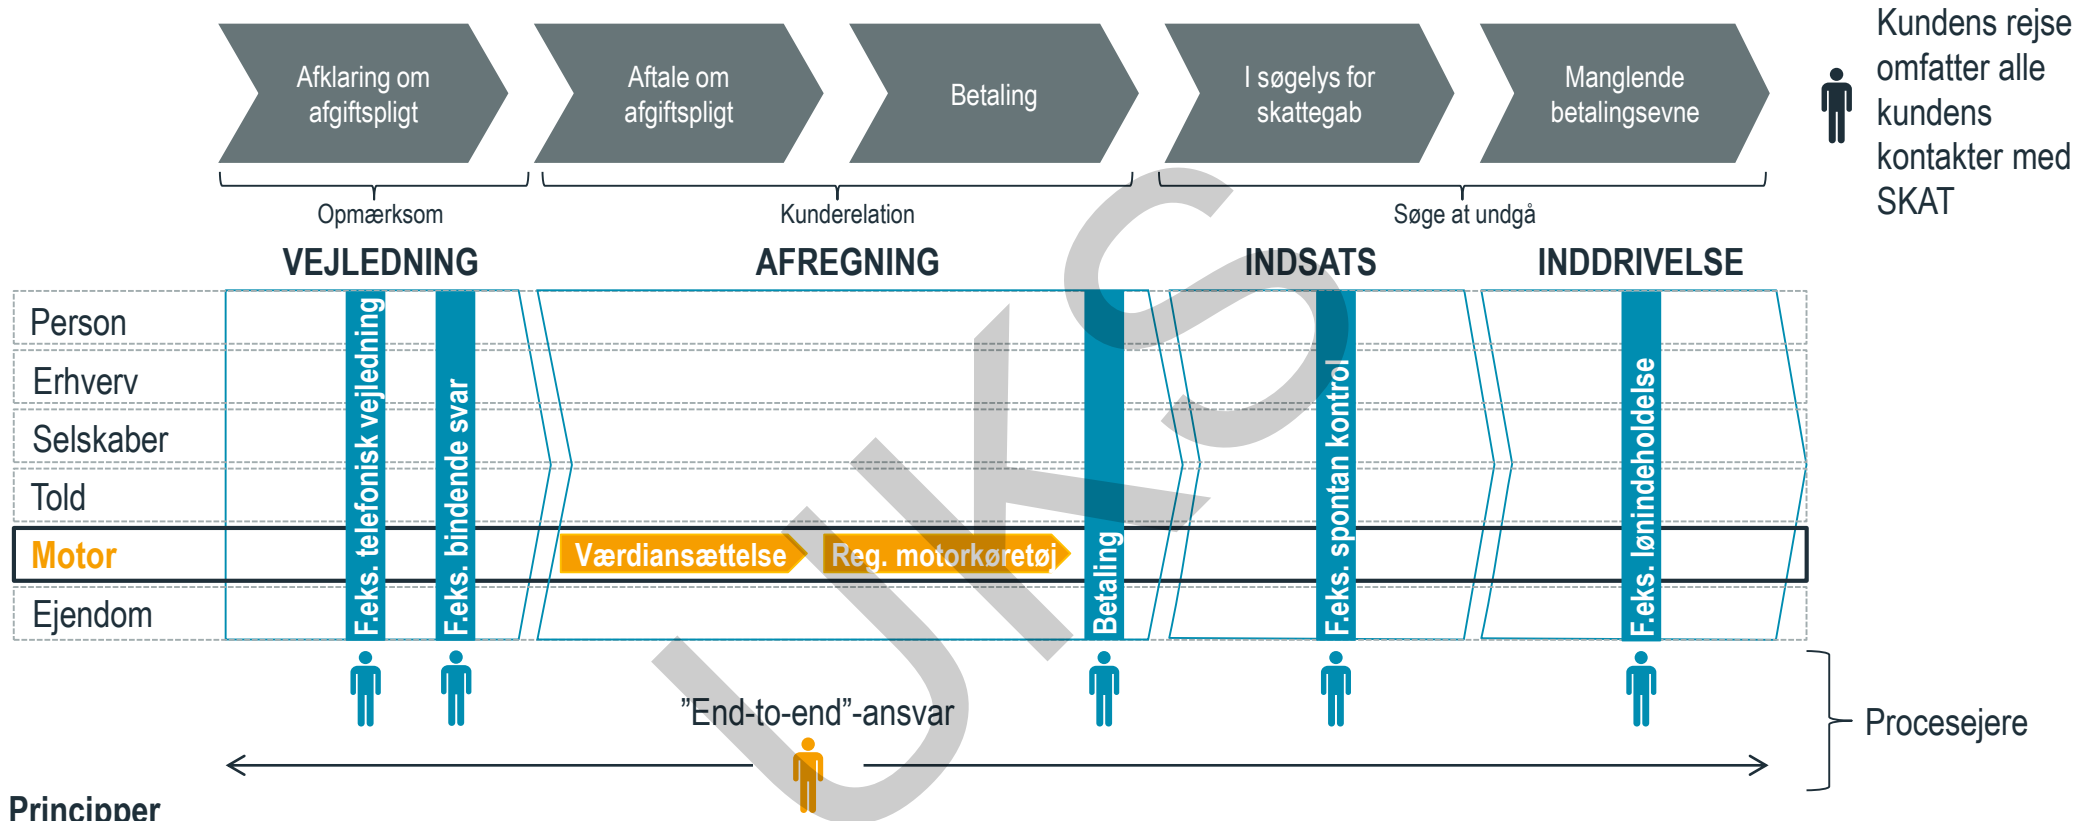 Afklaring om
afgiftspligt
Aftale om
afgiftspligt
Betaling
I søgelys for
skattegab
Manglende
betalingsevne
Kundens rejse
omfatter alle
kundens
kontakter med
SKAT
Opmærksom
Kunderelation
Søge at undgå
VEJLEDNING
AFREGNING
INDSATS
INDDRIVELSE
Person
Erhverv
Selskaber
Told
Motor
Ejendom
F.eks. telefonisk vejledning
F.eks. bindende svar
Værdiansættelse
Reg. motorkøretøj
Betaling
F.eks. spontan kontrol
F.eks. lønindeholdelse
UKS
"End-to-end"-ansvar
Procesejere
Principper